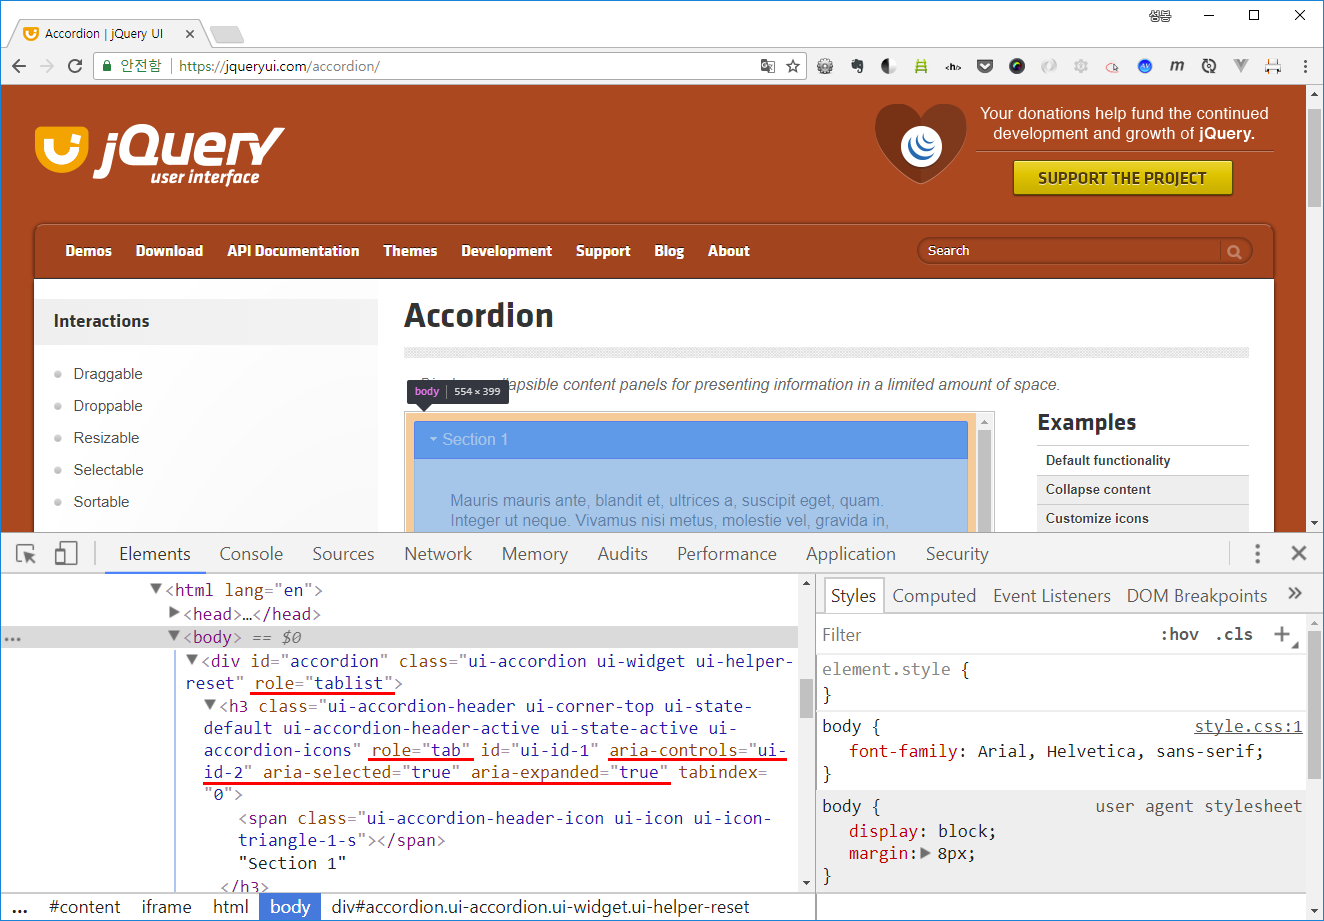 성봉
Accordion | jQuery UI
안전함
https://jqueryui.com/accordion/
jQuery
user interface
Your donations help fund the continued
development and growth of jQuery.
SUPPORT THE PROJECT
Demos Download API Documentation Themes Development Support Blog About
Search
Interactions
Draggable
Droppable
Resizable
Selectable
Sortable
Accordion
apsible content panels for presenting information in a limited amount of space.
body 554 × 399
Section 1
Mauris mauris ante, blandit et, ultrices a, suscipit eget, quam.
Integer ut neque. Vivamus nisi metus, molestie vel, gravida in,
Examples
Default functionality
Collapse content
Customize icons
Elements Console Sources Network Memory Audits Performance Application Security
<html lang="en">
<head>…</head>
... <body> == $0
<div id="accordion" class="ui-accordion ui-widget ui-helper-
reset" role="tablist">
<h3 class="ui-accordion-header ui-corner-top ui-state-
default ui-accordion-header-active ui-state-active ui-
accordion-icons" role="tab" id="ui-id-1" aria-controls="ui-
id-2" aria-selected="true" aria-expanded="true" tabindex=
"0">
<span class="ui-accordion-header-icon ui-icon ui-icon-
triangle-1-s"></span>
"Section 1"
</h3>
... #content iframe html body div#accordion.ui-accordion.ui-widget.ui-helper-reset
Styles Computed Event Listeners DOM Breakpoints »
Filter :hov .cls +
element.style {
}
body { style.css:1
font-family: Arial, Helvetica, sans-serif;
}
body { user agent stylesheet
display: block;
margin: 8px;
}